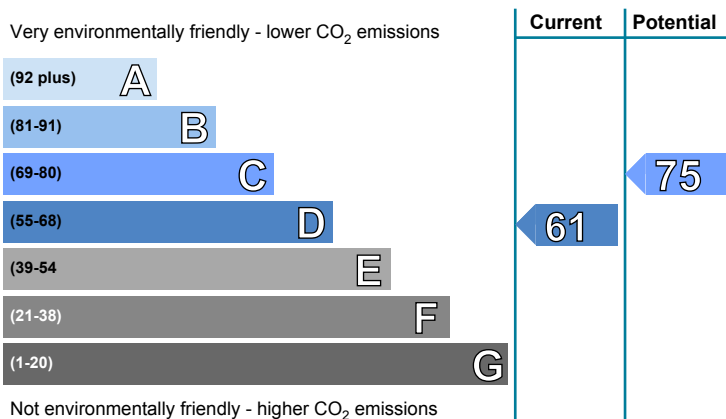 Very environmentally friendly - lower CO2 emissions
Current
Potential
(92 plus) A
(81-91) B
(69-80) C
75
(55-68) D
61
(39-54 E
(21-38) F
(1-20) G
Not environmentally friendly - higher CO2 emissions